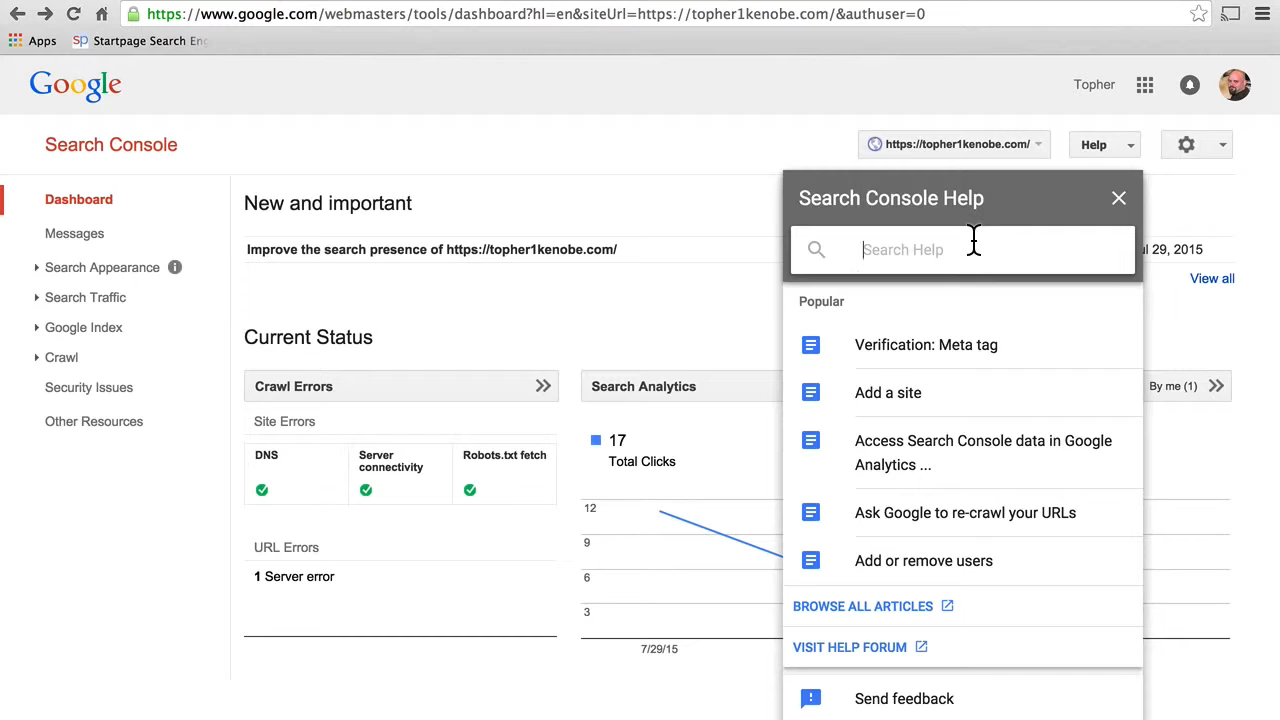 https://www.google.com/webmasters/tools/dashboard?hl=en&siteUrl=https://topher1kenobe.com/&authuser=0
Apps
SP Startpage Search Eng
Google
Topher
Search Console
https://topher1kenobe.com/
Help
Dashboard
Messages
Search Appearance
Search Traffic
Google Index
Crawl
Security Issues
Other Resources
New and important
Improve the search presence of https://topher1kenobe.com/
ul 29, 2015
View all
Current Status
Crawl Errors
Site Errors
DNS
Server connectivity
Robots.txt fetch
URL Errors
1 Server error
Search Analytics
17
Total Clicks
12
9
6
3
7/29/15
By me (1)
Search Console Help
Search Help
Popular
Verification: Meta tag
Add a site
Access Search Console data in Google
Analytics ...
Ask Google to re-crawl your URLs
Add or remove users
BROWSE ALL ARTICLES
VISIT HELP FORUM
Send feedback